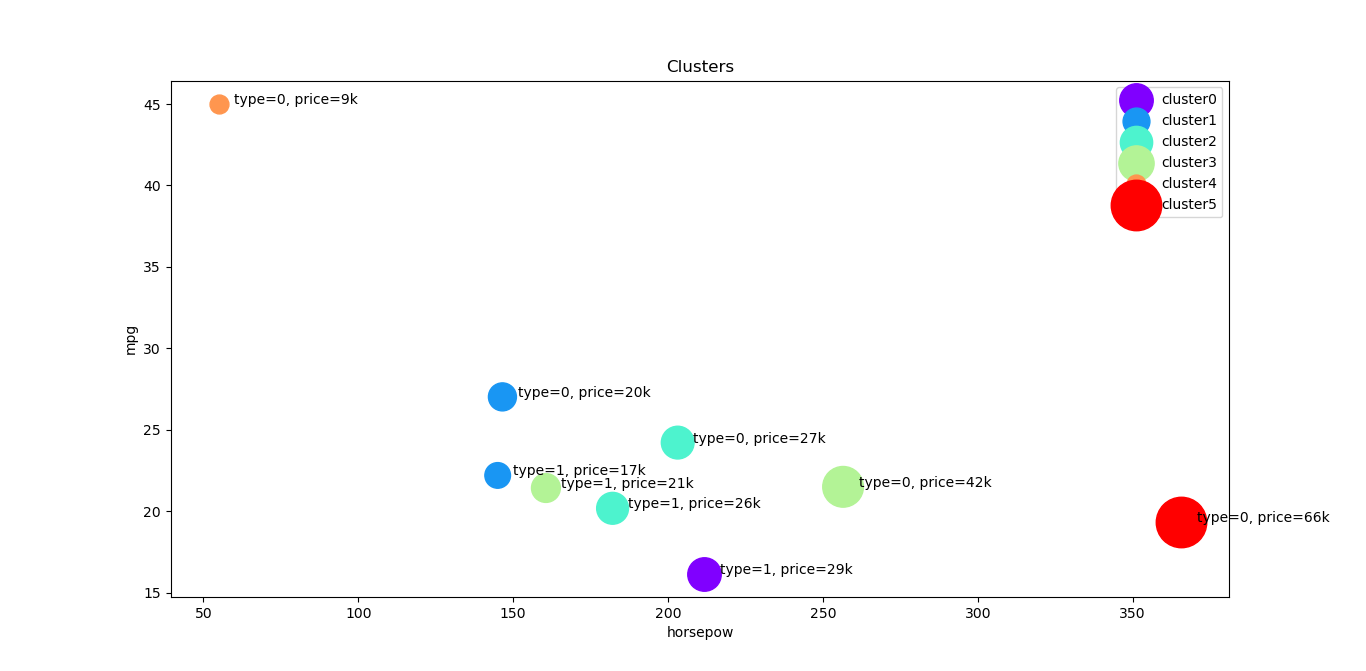 Clusters
45
40
35
30
25
20
15
mpg
type=0, price=9k
type=0, price=20k
type=0, price=27k
type=1, price=17k
type=1, price=21k
type=0, price=42k
type=1, price=26k
type=0, price=66k
type=1, price=29k
cluster0
cluster1
cluster2
cluster3
cluster4
cluster5
50 100 150 200 250 300 350
horsepow